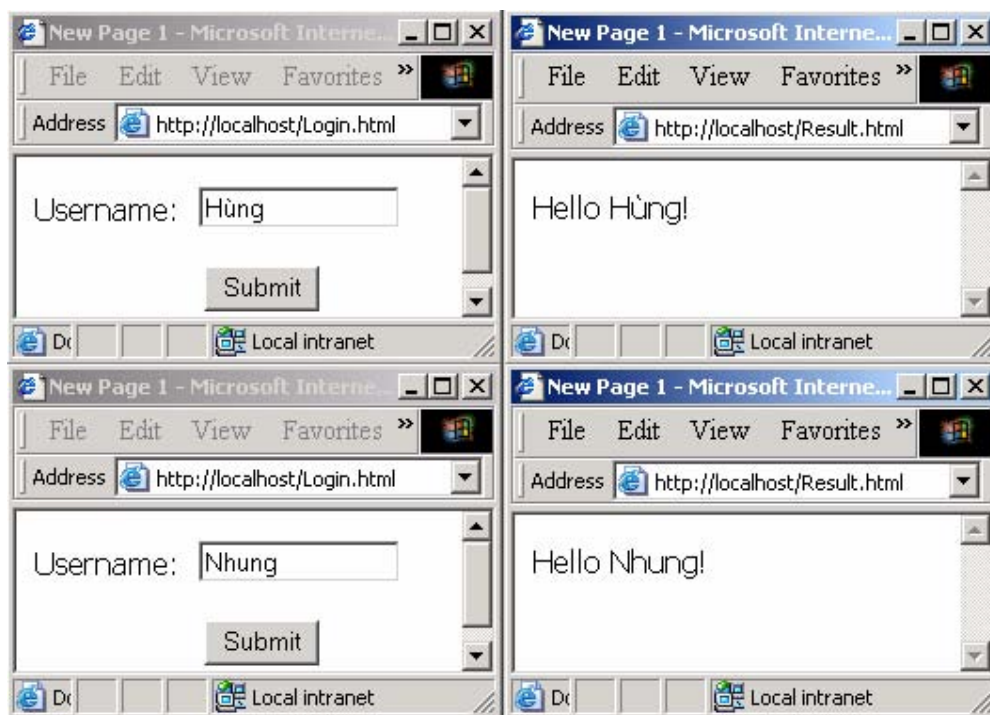 New Page 1 - Microsoft Interne...
File Edit View Favorites »
Address http://localhost/Login.html
Username: Hùng
Submit
Local intranet
New Page 1 - Microsoft Interne...
File Edit View Favorites »
Address http://localhost/Result.html
Hello Hùng!
Local intranet
New Page 1 - Microsoft Interne...
File Edit View Favorites »
Address http://localhost/Login.html
Username: Nhung
Submit
Local intranet
New Page 1 - Microsoft Interne...
File Edit View Favorites »
Address http://localhost/Result.html
Hello Nhung!
Local intranet